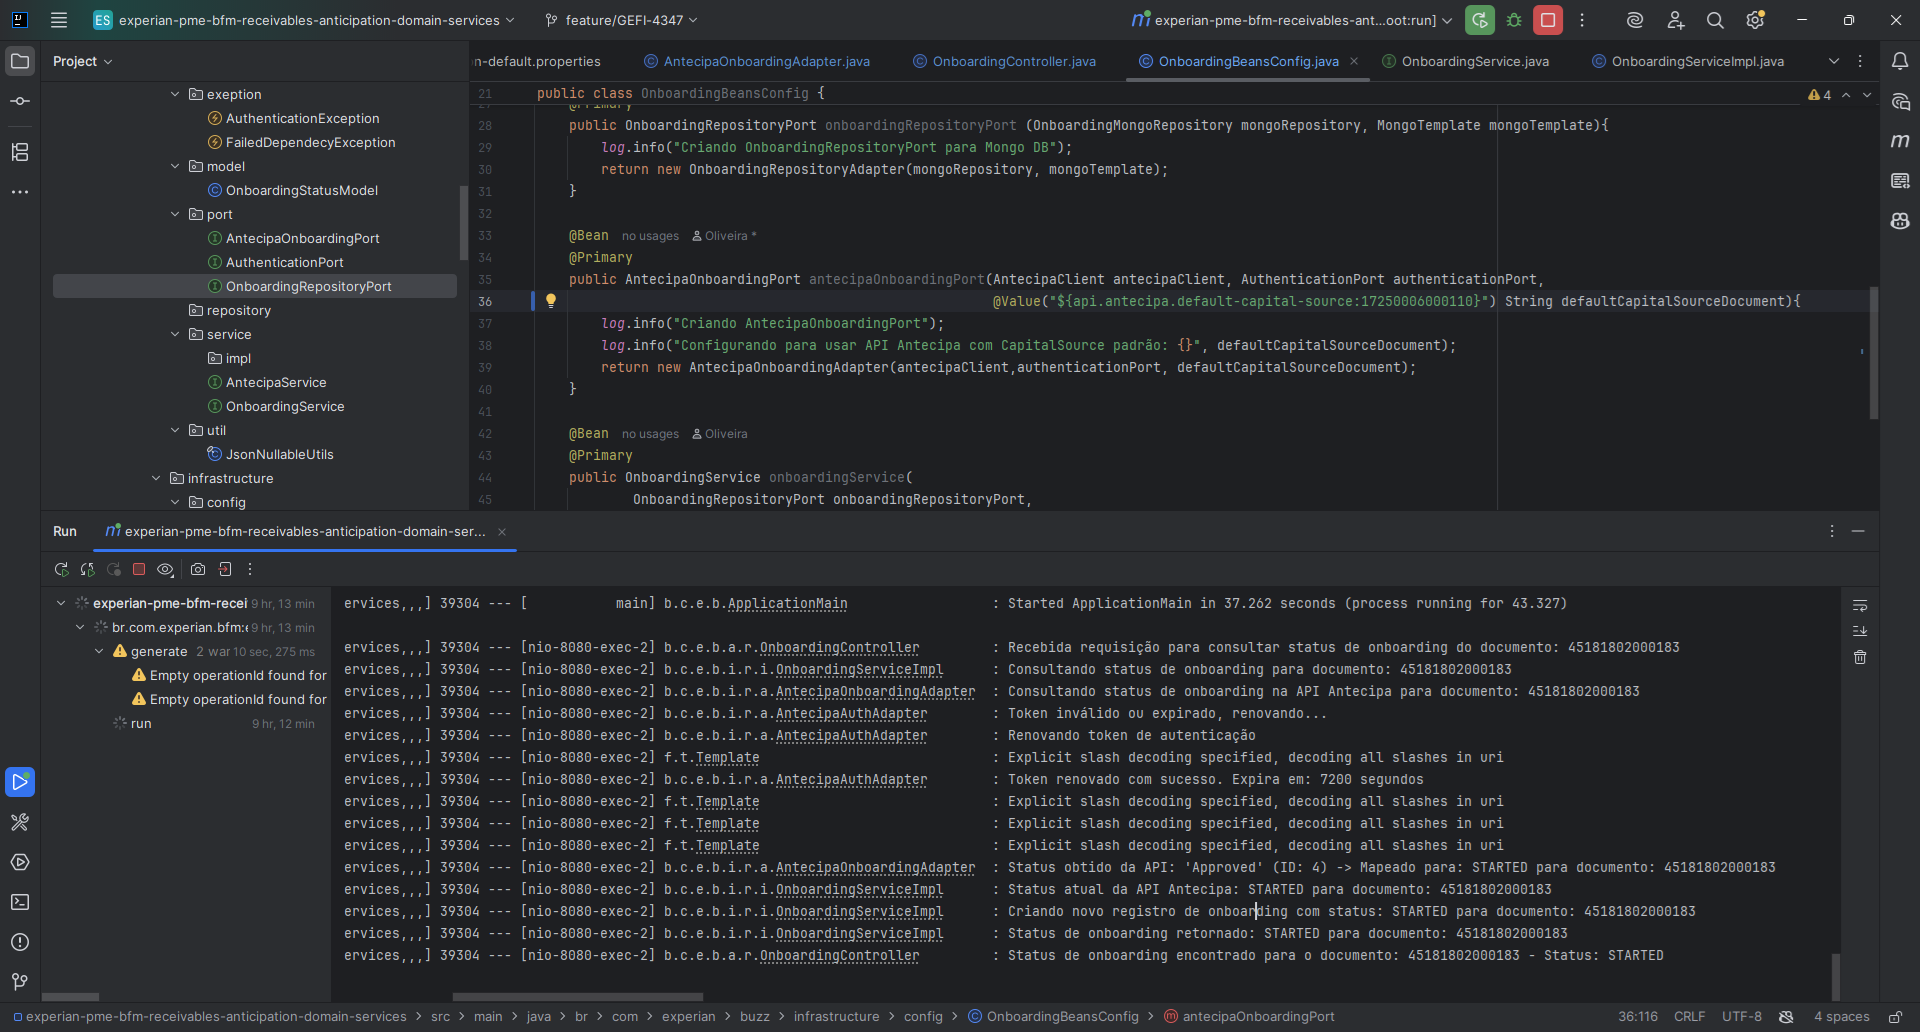 ES experian-pme-bfm-receivables-anticipation-domain-services feature/GEFI-4347 experian-pme-bfm-receivables-ant...oot:run]
Project
n-default.properties AntecipaOnboardingAdapter.java OnboardingController.java OnboardingBeansConfig.java OnboardingService.java OnboardingServiceImpl.java
exeption
AuthenticationException
FailedDependecyException
model
OnboardingStatusModel
port
AntecipaOnboardingPort
AuthenticationPort
OnboardingRepositoryPort
repository
service
impl
AntecipaService
OnboardingService
util
JsonNullableUtils
infrastructure
config
21 public class OnboardingBeansConfig {
4
27 @Primary
28 public OnboardingRepositoryPort onboardingRepositoryPort (OnboardingMongoRepository mongoRepository, MongoTemplate mongoTemplate){
29 log.info("Criando OnboardingRepositoryPort para Mongo DB");
30 return new OnboardingRepositoryAdapter(mongoRepository, mongoTemplate);
31 }
32
33 @Bean no usages Oliveira *
34 @Primary
35 public AntecipaOnboardingPort antecipaOnboardingPort(AntecipaClient antecipaClient, AuthenticationPort authenticationPort,
36 @Value("${api.antecipa.default-capital-source:17250006000110}") String defaultCapitalSourceDocument){
37 log.info("Criando AntecipaOnboardingPort");
38 log.info("Configurando para usar API Antecipa com CapitalSource padrão: {}", defaultCapitalSourceDocument);
39 return new AntecipaOnboardingAdapter(antecipaClient,authenticationPort, defaultCapitalSourceDocument);
40 }
41
42 @Bean no usages Oliveira
43 @Primary
44 public OnboardingService onboardingService(
45 OnboardingRepositoryPort onboardingRepositoryPort,
Run experian-pme-bfm-receivables-anticipation-domain-ser...
experian-pme-bfm-recei 9 hr, 13 min
br.com.experian.bfm: 9 hr, 13 min
generate 2 war 10 sec, 275 ms
Empty operationId found for
Empty operationId found for
run 9 hr, 12 min
ervices,,,] 39304 --- [ main] b.c.e.b.ApplicationMain : Started ApplicationMain in 37.262 seconds (process running for 43.327)
ervices,,,] 39304 --- [nio-8080-exec-2] b.c.e.b.a.r.OnboardingController : Recebida requisição para consultar status de onboarding do documento: 45181802000183
ervices,,,] 39304 --- [nio-8080-exec-2] b.c.e.b.i.r.i.OnboardingServiceImpl : Consultando status de onboarding para documento: 45181802000183
ervices,,,] 39304 --- [nio-8080-exec-2] b.c.e.b.i.r.a.AntecipaOnboardingAdapter : Consultando status de onboarding na API Antecipa para documento: 45181802000183
ervices,,,] 39304 --- [nio-8080-exec-2] b.c.e.b.i.r.a.AntecipaAuthAdapter : Token inválido ou expirado, renovando...
ervices,,,] 39304 --- [nio-8080-exec-2] b.c.e.b.i.r.a.AntecipaAuthAdapter : Renovando token de autenticação
ervices,,,] 39304 --- [nio-8080-exec-2] f.t.Template : Explicit slash decoding specified, decoding all slashes in uri
ervices,,,] 39304 --- [nio-8080-exec-2] b.c.e.b.i.r.a.AntecipaAuthAdapter : Token renovado com sucesso. Expira em: 7200 segundos
ervices,,,] 39304 --- [nio-8080-exec-2] f.t.Template : Explicit slash decoding specified, decoding all slashes in uri
ervices,,,] 39304 --- [nio-8080-exec-2] f.t.Template : Explicit slash decoding specified, decoding all slashes in uri
ervices,,,] 39304 --- [nio-8080-exec-2] f.t.Template : Explicit slash decoding specified, decoding all slashes in uri
ervices,,,] 39304 --- [nio-8080-exec-2] b.c.e.b.i.r.a.AntecipaOnboardingAdapter : Status obtido da API: 'Approved' (ID: 4) -> Mapeado para: STARTED para documento: 45181802000183
ervices,,,] 39304 --- [nio-8080-exec-2] b.c.e.b.i.r.i.OnboardingServiceImpl : Status atual da API Antecipa: STARTED para documento: 45181802000183
ervices,,,] 39304 --- [nio-8080-exec-2] b.c.e.b.i.r.i.OnboardingServiceImpl : Criando novo registro de onboarding com status: STARTED para documento: 45181802000183
ervices,,,] 39304 --- [nio-8080-exec-2] b.c.e.b.i.r.i.OnboardingServiceImpl : Status de onboarding retornado: STARTED para documento: 45181802000183
ervices,,,] 39304 --- [nio-8080-exec-2] b.c.e.b.a.r.OnboardingController : Status de onboarding encontrado para o documento: 45181802000183 - Status: STARTED
experian-pme-bfm-receivables-anticipation-domain-services > src > main > java > br > com > experian > buzz > infrastructure > config > OnboardingBeansConfig > antecipaOnboardingPort 36:116 CRLF UTF-8 4 spaces